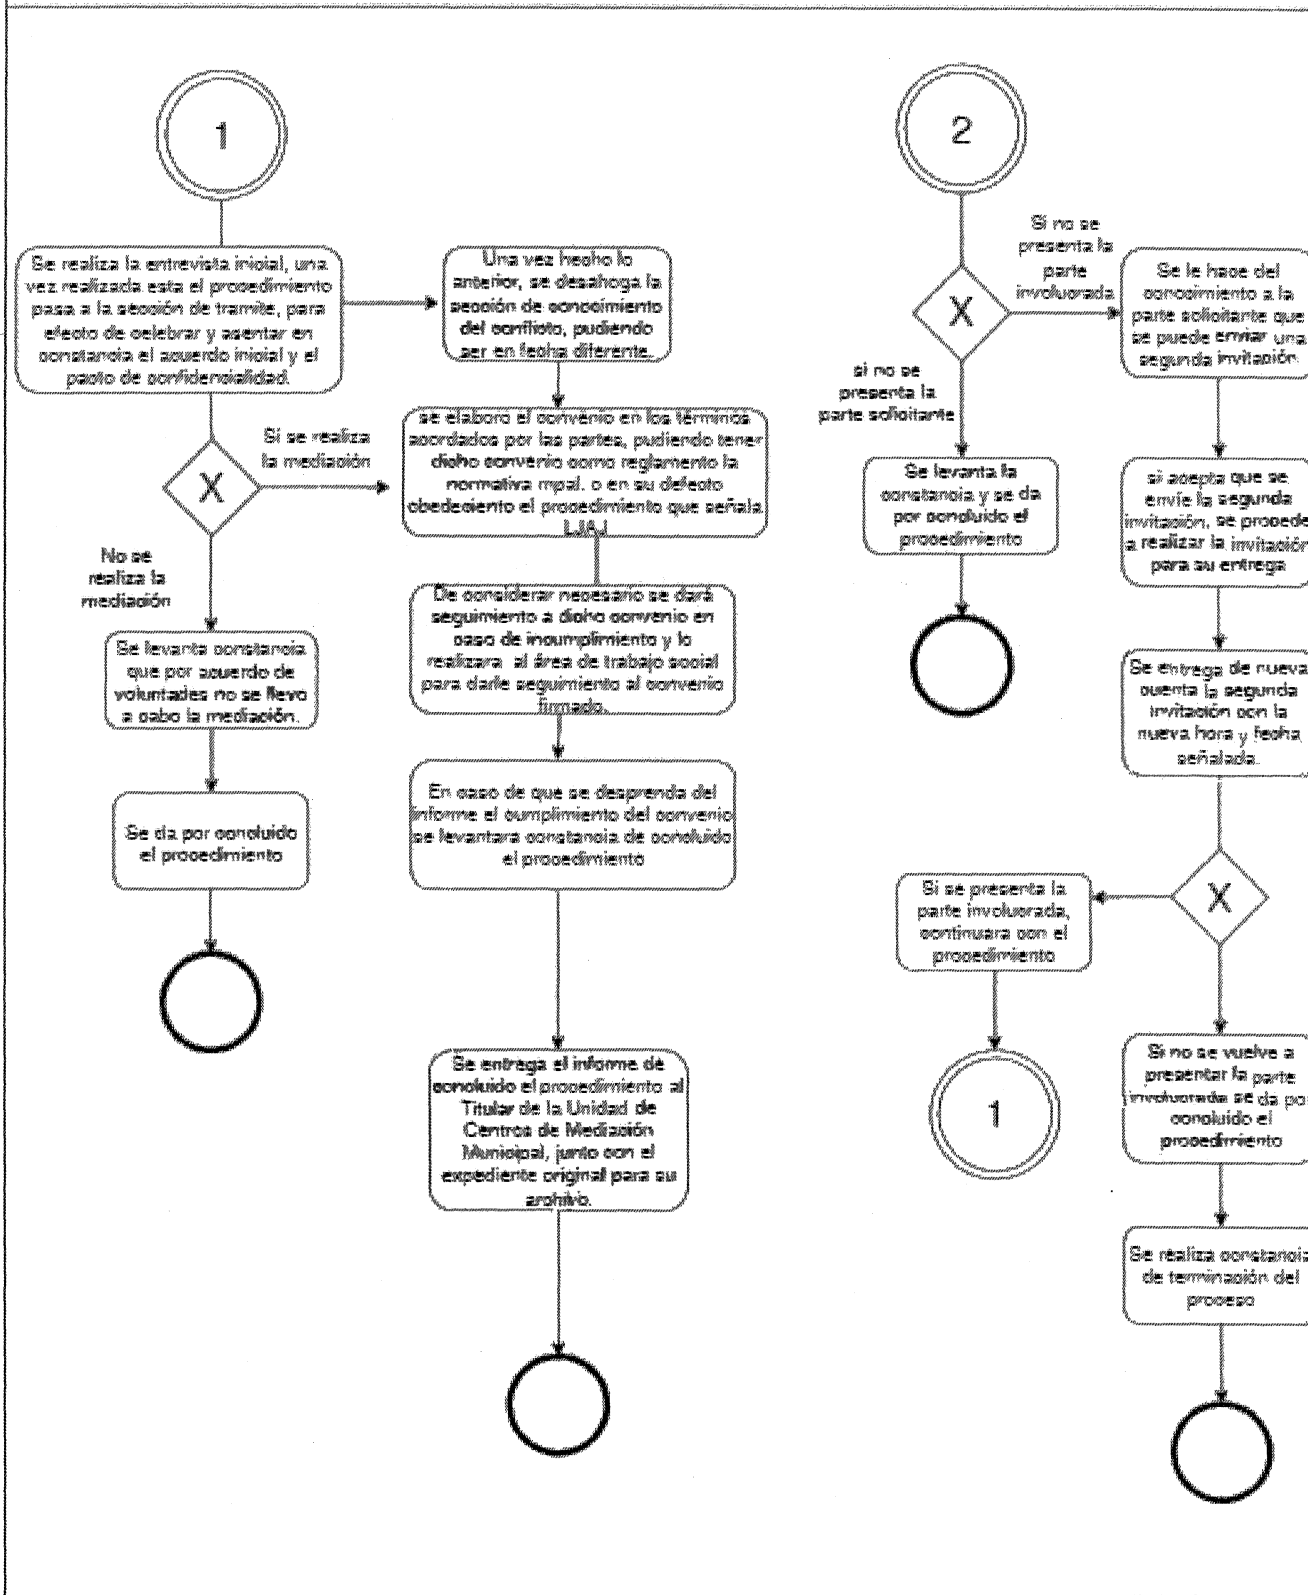 1
Se realiza la entrevista inicial, una
vez realizada esta el procedimiento
pasa a la sección de tramite, para
efecto de celebrar y asentar en
constancia el acuerdo inicial y el
pacto de confidencialidad.
Una vez hecho lo
anterior, se desahoga la
sección de conocimiento
del conflicto, pudiendo
ser en fecha diferente.
X
Si se realiza
la mediación
se elaboro el convenio en los términos
acordados por las partes, pudiendo tener
dicho convenio como reglamento la
normativa mpal. o en su defecto
obedeciento el procedimiento que señala
LJAJ
No se
realiza la
mediación
Se levanta constancia
que por acuerdo de
voluntades no se llevo
a cabo la mediación.
Se da por concluido
el procedimiento
De considerar necesario se dará
seguimiento a dicho convenio en
caso de incumplimiento y lo
realizara al área de trabajo social
para darle seguimiento al convenio
firmado.
En caso de que se desprenda del
informe el cumplimiento del convenio
se levantara constancia de concluido
el procedimiento
Se entrega el informe de
concluido el procedimiento al
Titular de la Unidad de
Centros de Mediación
Municipal, junto con el
expediente original para su
archivo.
2
X
Si no se
presenta la
parte
involucrada
si no se
presenta la
parte solicitante
Se levanta la
constancia y se da
por concluido el
procedimiento
Se le hace del
conocimiento a la
parte solicitante que
se puede enviar una
segunda invitación.
si acepta que se
envíe la segunda
invitación, se procede
a realizar la invitación
para su entrega
Se entrega de nueva
cuenta la segunda
invitación con la
nueva hora y fecha
señalada.
X
Si se presenta la
parte involucrada,
continuara con el
procedimiento
1
Si no se vuelve a
presentar la parte
involucrada se da por
concluido el
procedimiento
Se realiza constancia
de terminación del
proceso